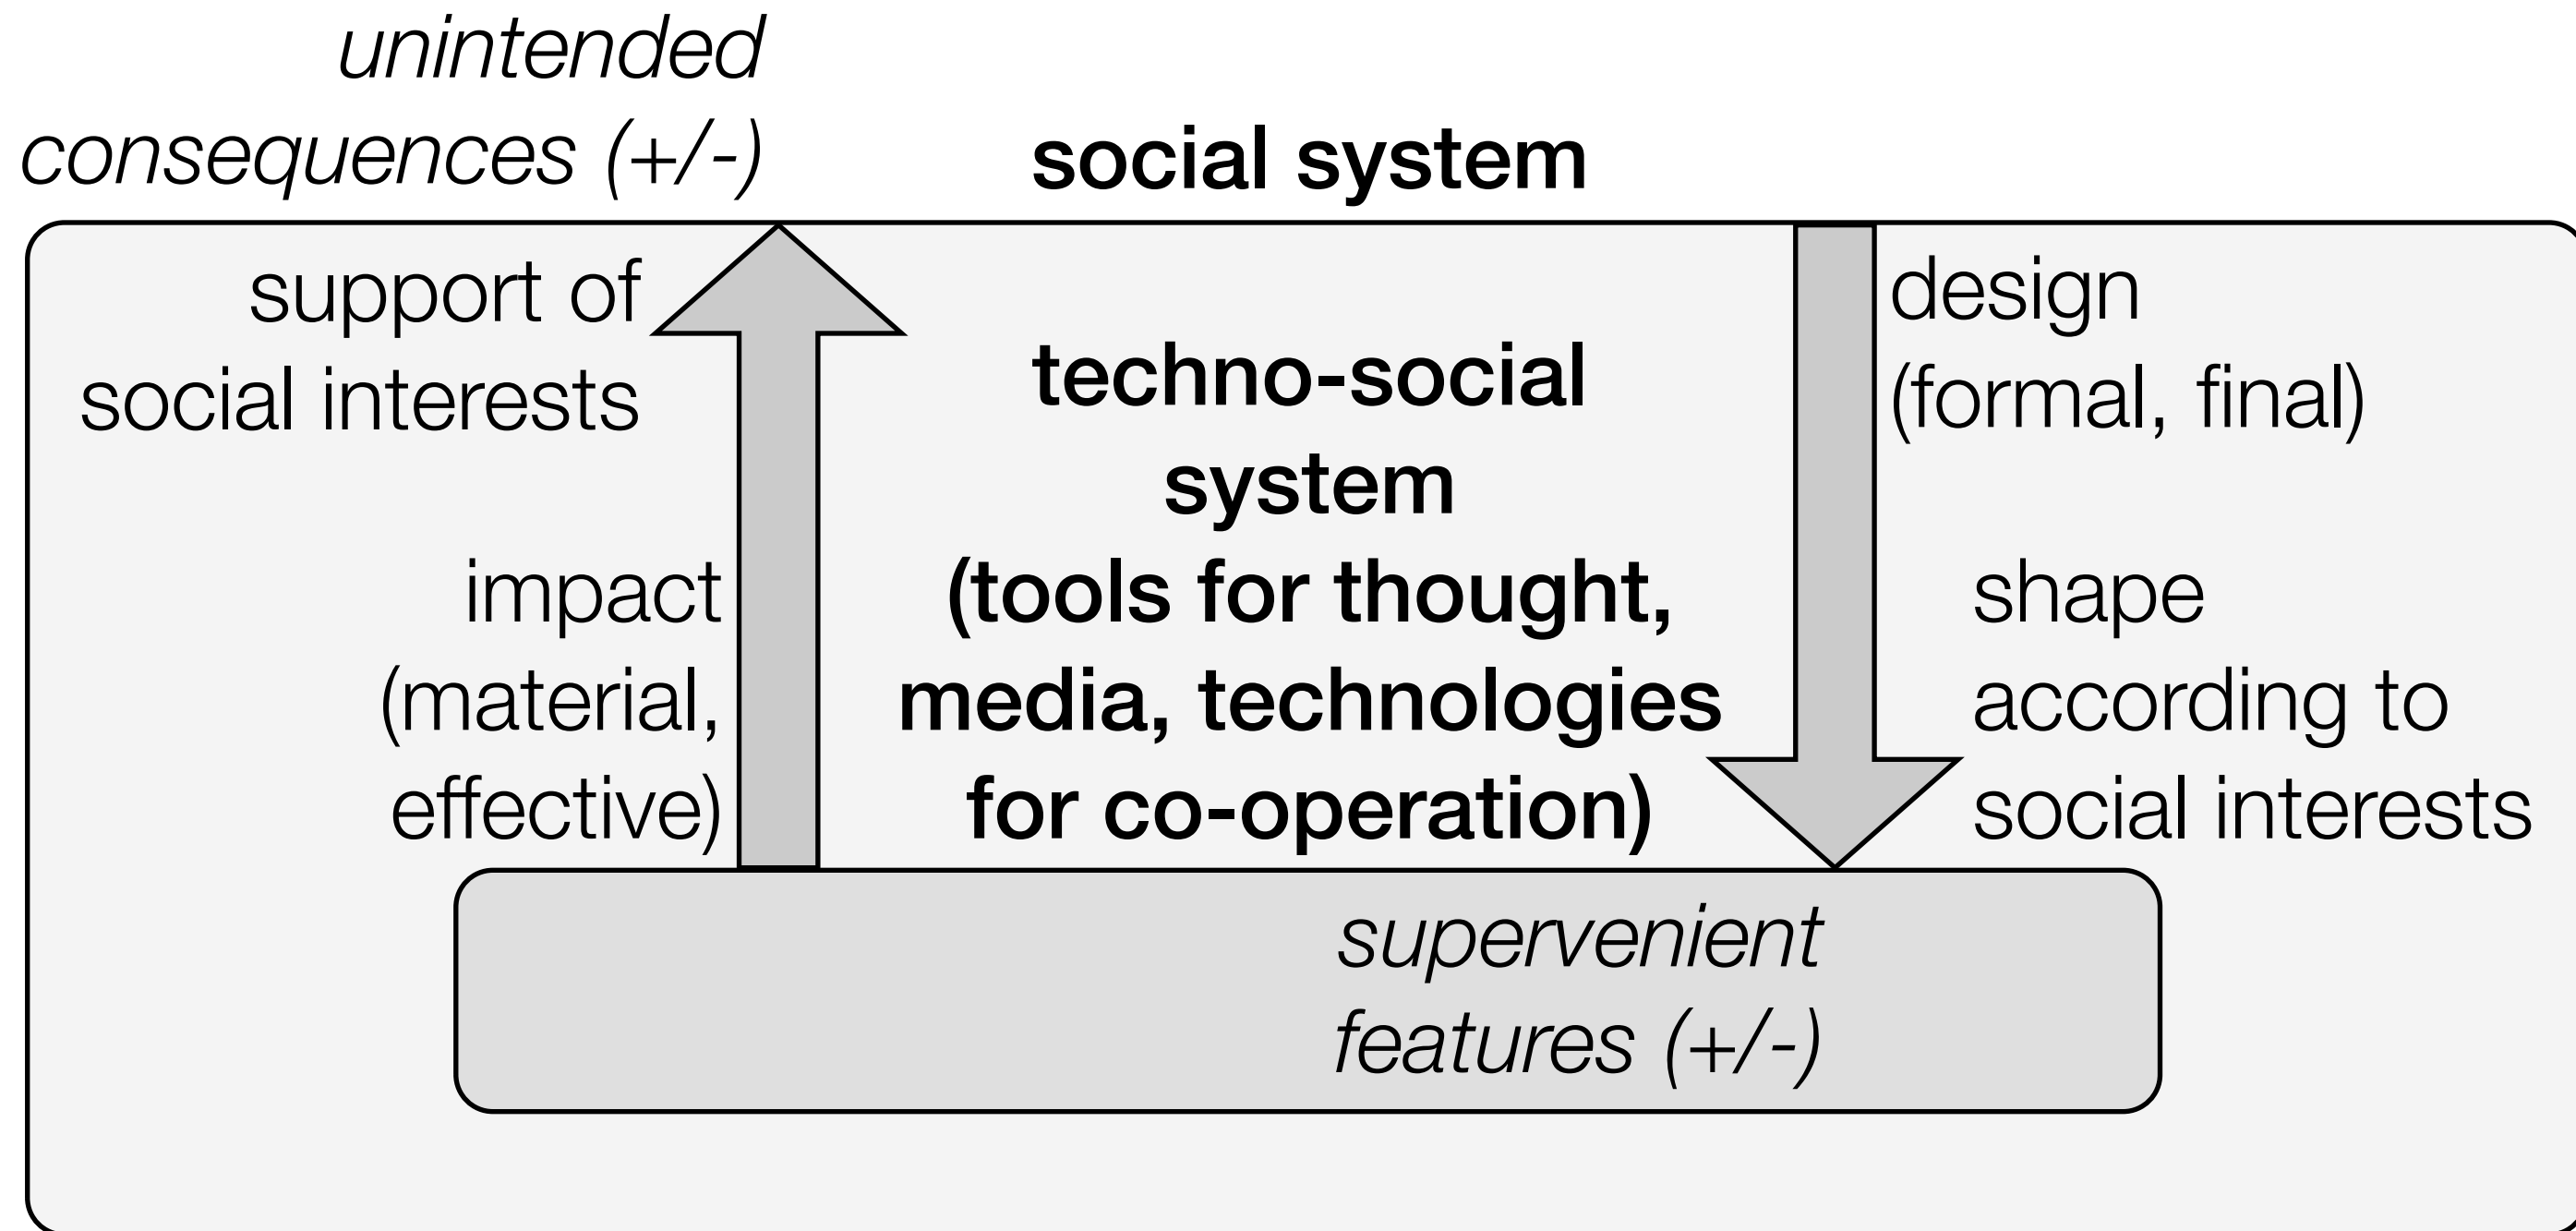 unintended
consequences (+/-)
social system
support of
social interests
impact
(material,
effective)
techno-social
system
(tools for thought,
media, technologies
for co-operation)
design
(formal, final)
shape
according to
social interests
supervenient
features (+/-)